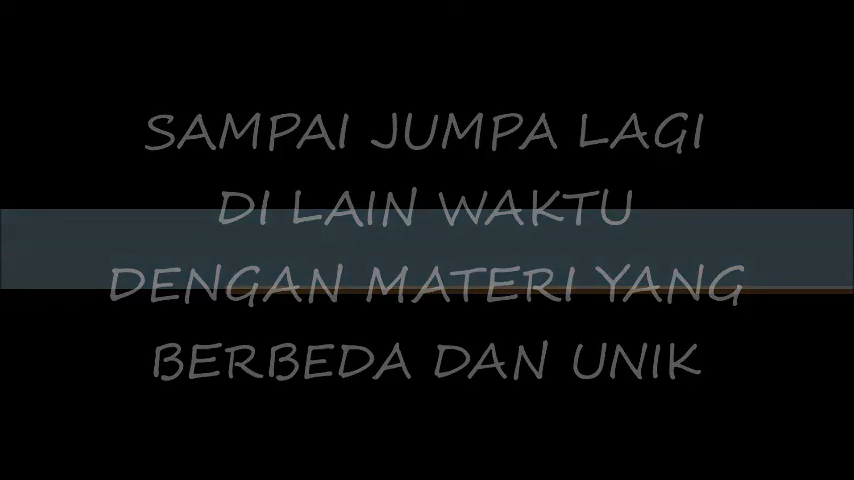 SAMPAI JUMPA LAGI
DI LAIN WAKTU
DENGAN MATERI YANG
BERBEDA DAN UNIK